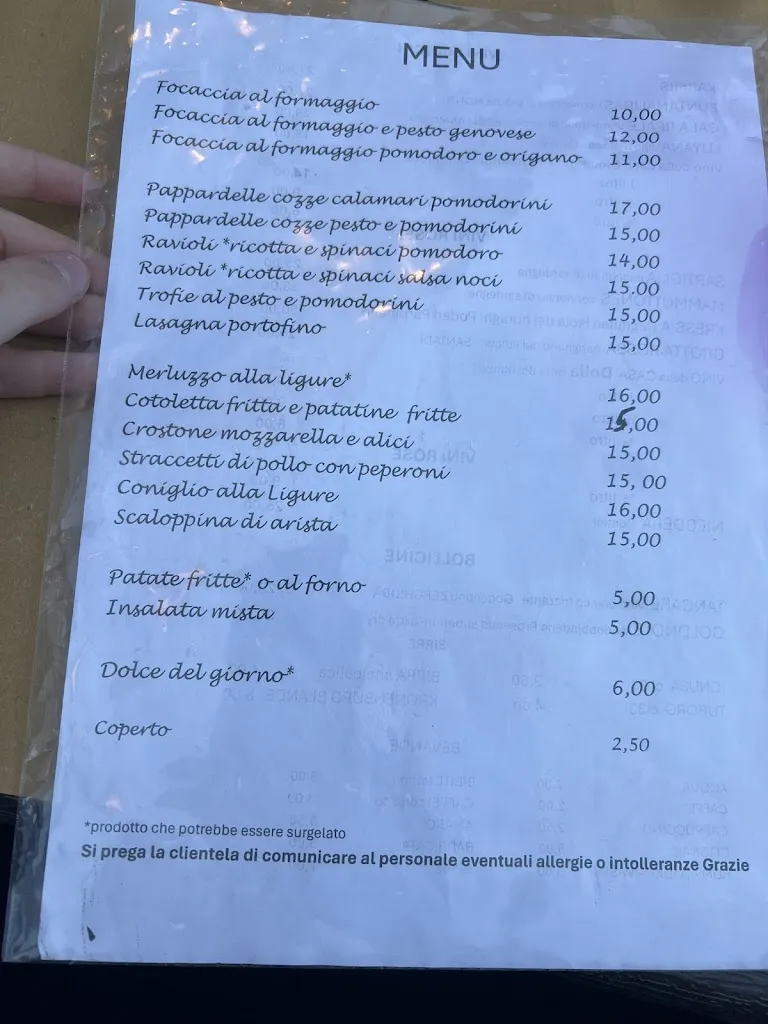 MENU
Focaccia al formaggio 10,00
Focaccia al formaggio e pesto genovese 12,00
Focaccia al formaggio pomodoro e origano 11,00
Pappardelle cozze calamari pomodorini 17,00
Pappardelle cozze pesto e pomodorini 15,00
Ravioli *ricotta e spinaci pomodoro 14,00
Ravioli *ricotta e spinaci salsa noci 15,00
Trofie al pesto e pomodorini 15,00
Lasagna portofino 15,00
Merluzzo alla ligure* 16,00
Cotoletta fritta e patatine fritte 15,00
Crostone mozzarella e alici 15,00
Straccetti di pollo con peperoni 15, 00
Coniglio alla Ligure 16,00
Scaloppina di arista 15,00
Patate fritte* o al forno 5,00
Insalata mista 5,00
Dolce del giorno* 6,00
Coperto 2,50
*prodotto che potrebbe essere surgelato
Si prega la clientela di comunicare al personale eventuali allergie o intolleranze Grazie